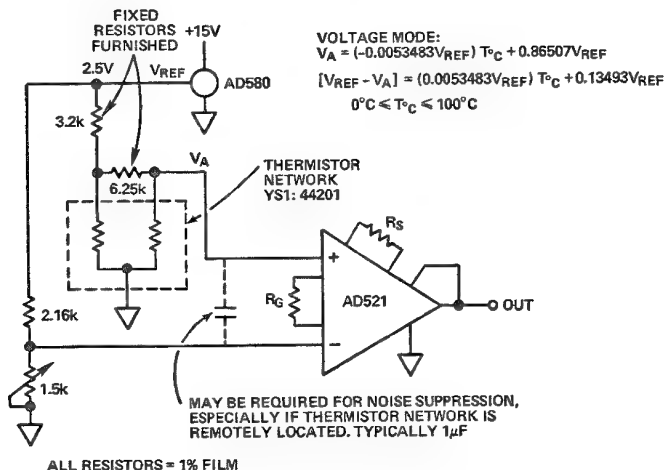 FIXED
RESISTORS
FURNISHED
+15V
2.5V
VREF
AD580
3.2k
6.25k
VA
THERMISTOR
NETWORK
YS1: 44201
VOLTAGE MODE:
VA = (-0.0053483VREF) T°C + 0.86507VREF
[VREF - VA] = (0.0053483VREF) T°C + 0.13493VREF
0°C ≤ T°C ≤ 100°C
RS
+
RG
AD521
OUT
−
2.16k
1.5k
MAY BE REQUIRED FOR NOISE SUPPRESSION,
ESPECIALLY IF THERMISTOR NETWORK IS
REMOTELY LOCATED. TYPICALLY 1μF
ALL RESISTORS = 1% FILM